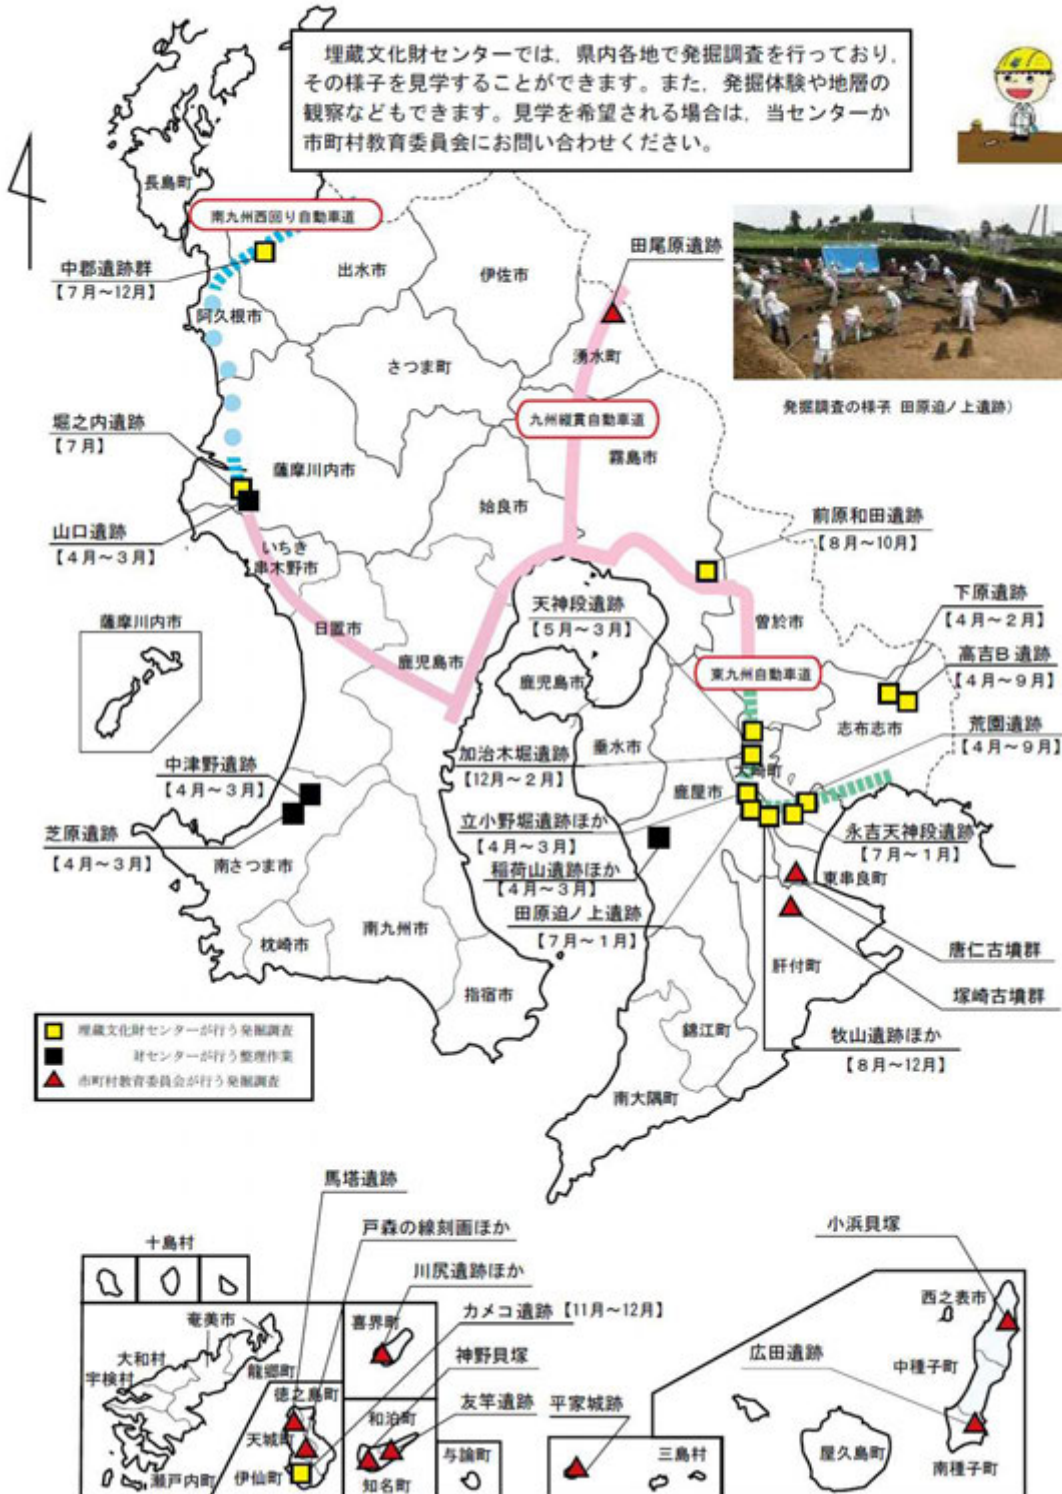 埋蔵文化財センターでは，県内各地で発掘調査を行っており，
その様子を見学することができます。また，発掘体験や地層の
観察などもできます。見学を希望される場合は，当センターか
市町村教育委員会にお問い合わせください。
長島町
南九州西回り自動車道
中郡遺跡群
【７月～12月】
出水市
伊佐市
田尾原遺跡
阿久根市
さつま町
湧水町
発掘調査の様子 田原迫ノ上遺跡）
九州縦貫自動車道
堀之内遺跡
【７月】
薩摩川内市
霧島市
姶良市
山口遺跡
【４月～３月】
前原和田遺跡
【８月～10月】
いちき
串木野市
天神段遺跡
【５月～３月】
下原遺跡
【４月～２月】
薩摩川内市
日置市
曽於市
鹿児島市
高吉Ｂ遺跡
【４月～９月】
東九州自動車道
鹿児島市
志布志市
荒園遺跡
【４月～９月】
垂水市
加治木堀遺跡
【12月～２月】
大崎町
中津野遺跡
【４月～３月】
鹿屋市
立小野堀遺跡ほか
【４月～３月】
芝原遺跡
【４月～３月】
永吉天神段遺跡
【７月～１月】
南さつま市
稲荷山遺跡ほか
【４月～３月】
東串良町
田原迫ノ上遺跡
【７月～１月】
南九州市
枕崎市
唐仁古墳群
肝付町
指宿市
塚崎古墳群
錦江町
牧山遺跡ほか
【８月～12月】
南大隅町
埋蔵文化財センターが行う発掘調査
財センターが行う整理作業
市町村教育委員会が行う発掘調査
馬塔遺跡
戸森の線刻画ほか
小浜貝塚
十島村
川尻遺跡ほか
カメコ遺跡【11月～12月】
西之表市
奄美市
喜界町
神野貝塚
広田遺跡
大和村
中種子町
宇検村
龍郷町
徳之島町
友竿遺跡
平家城跡
和泊町
天城町
与論町
三島村
屋久島町
瀬戸内町
伊仙町
知名町
南種子町